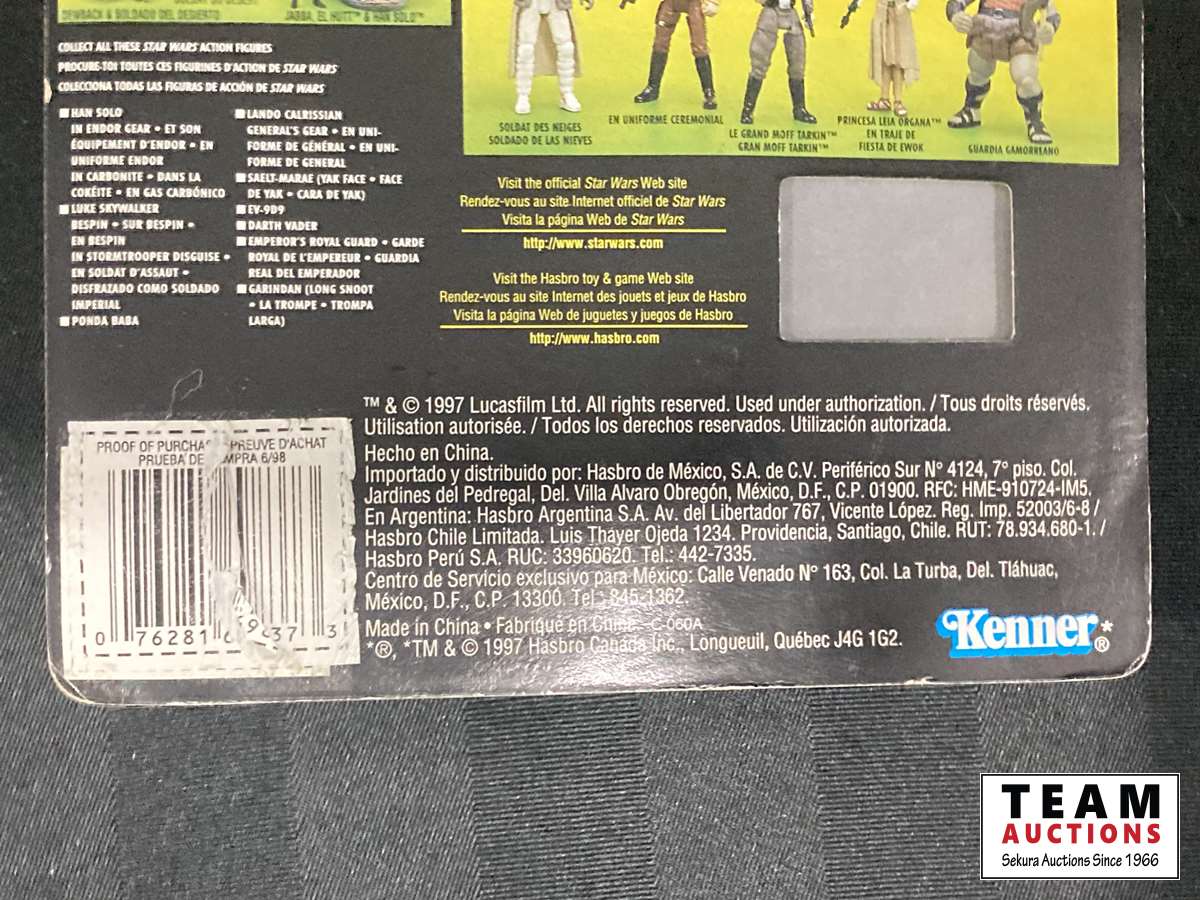 DEWBACK & SOLDADO DEL DESIERTO
JABBA, EL HUTT™ & HAN SOLO™
COLLECT ALL THESE STAR WARS ACTION FIGURES
PROCURE-TOI TOUTES CES FIGURINES D'ACTION DE STAR WARS
COLECCIONA TODAS LAS FIGURAS DE ACCIÓN DE STAR WARS
■ HAN SOLO
IN ENDOR GEAR • ET SON
ÉQUIPEMENT D'ENDOR • EN
UNIFORME ENDOR
IN CARBONITE • DANS LA
COKÉITE • EN GAS CARBÓNICO
■ LUKE SKYWALKER
BESPIN • SUR BESPIN •
EN BESPIN
IN STORMTROOPER DISGUISE •
EN SOLDAT D'ASSAUT •
DISFRAZADO COMO SOLDADO
IMPERIAL
■ PONDA BABA
■ LANDO CALRISSIAN
GENERAL'S GEAR • EN UNI-
FORME DE GÉNÉRAL • EN UNI-
FORME DE GENERAL
■ SAELT-MARAE (YAK FACE • FACE
DE YAK • CARA DE YAK)
■ EV-9D9
■ DARTH VADER
■ EMPEROR'S ROYAL GUARD • GARDE
ROYAL DE L'EMPEREUR • GUARDIA
REAL DEL EMPERADOR
■ GARINDAN (LONG SNOOT
• LA TROMPE • TROMPA
LARGA)
SOLDAT DES NEIGES
SOLDADO DE LAS NIEVES
EN UNIFORME CEREMONIAL
LE GRAND MOFF TARKIN™
GRAN MOFF TARKIN™
PRINCESA LEIA ORGANA™
EN TRAJE DE
FIESTA DE EWOK
GUARDIA GAMORREANO
Visit the official Star Wars Web site
Rendez-vous au site Internet officiel de Star Wars
Visita la página Web de Star Wars
http://www.starwars.com
Visit the Hasbro toy & game Web site
Rendez-vous au site Internet des jouets et jeux de Hasbro
Visita la página Web de juguetes y juegos de Hasbro
http://www.hasbro.com
™ & © 1997 Lucasfilm Ltd. All rights reserved. Used under authorization. / Tous droits réservés.
Utilisation autorisée. / Todos los derechos reservados. Utilización autorizada.
Hecho en China.
Importado y distribuido por: Hasbro de México, S.A. de C.V. Periférico Sur N° 4124, 7° piso. Col.
Jardines del Pedregal, Del. Villa Alvaro Obregón, México, D.F., C.P. 01900. RFC: HME-910724-IM5.
En Argentina: Hasbro Argentina S.A. Av. del Libertador 767, Vicente López. Reg. Imp. 52003/6-8 /
Hasbro Chile Limitada. Luis Thayer Ojeda 1234. Providencia, Santiago, Chile. RUT: 78.934.680-1. /
Hasbro Perú S.A. RUC: 33960620. Tel.: 442-7335.
Centro de Servicio exclusivo para México: Calle Venado N° 163, Col. La Turba, Del. Tláhuac,
México, D.F., C.P. 13300. Tel.: 845-1362.
Made in China • Fabriqué en Chine C-060A
*®, *TM & © 1997 Hasbro Canada Inc., Longueuil, Québec J4G 1G2.
Kenner*®
PROOF OF PREUVE D'ACHAT
PRUEBA DE 6/98
0 76281 3
TEAM
AUCTIONS
Sekura Auctions Since 1966